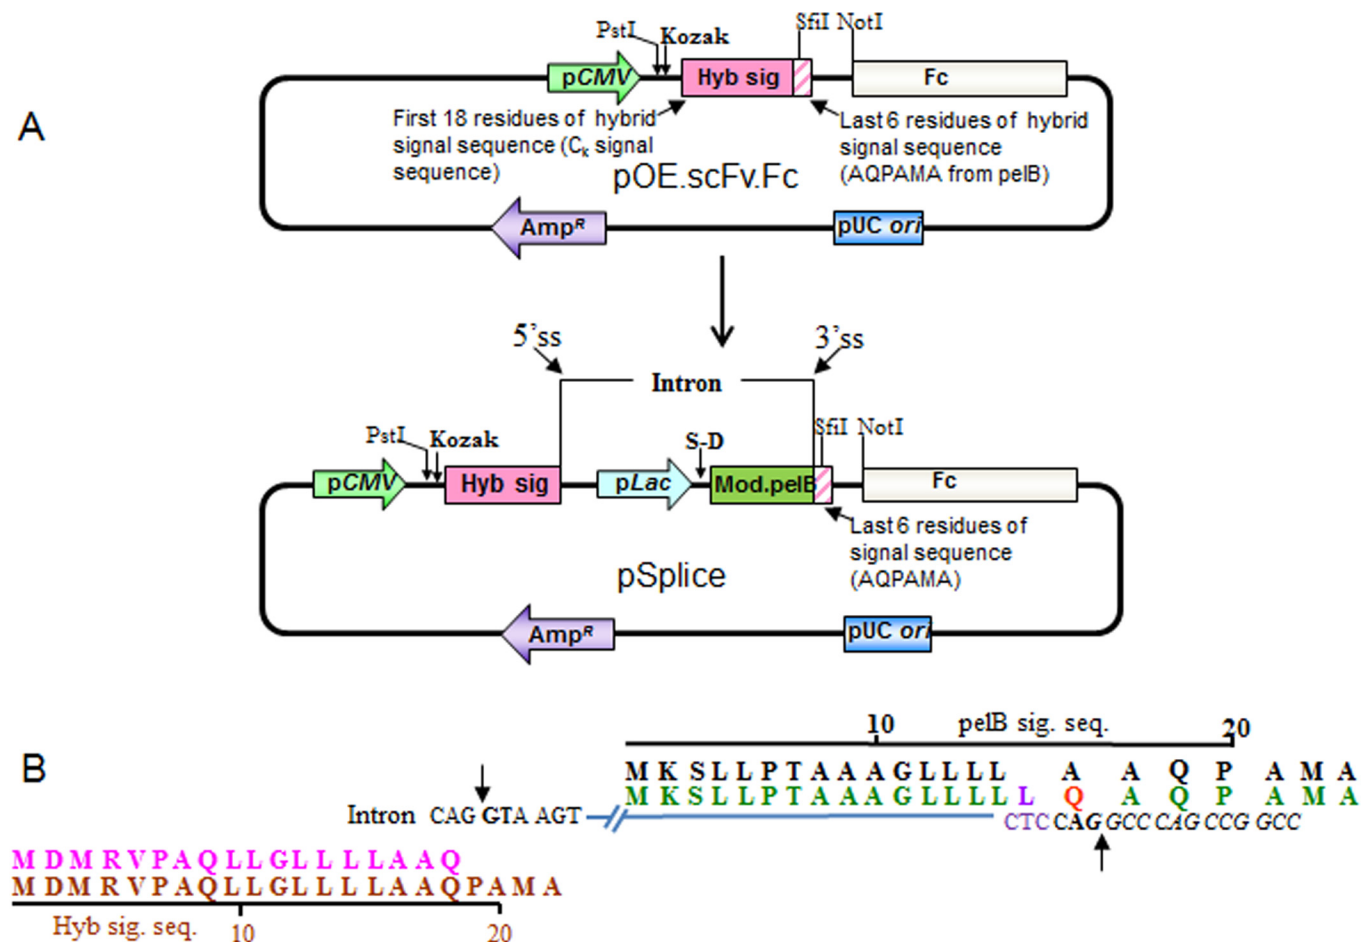 A
PstI
Kozak
SfiI NotI
pCMV
Hyb sig
Fc
First 18 residues of hybrid
signal sequence (Ck signal
sequence)
Last 6 residues of hybrid
signal sequence
(AQPAMA from pelB)
pOE.scFv.Fc
AmpR
pUC ori
5'ss
3'ss
Intron
PstI
Kozak
S-D
SfiI NotI
pCMV
Hyb sig
pLac
Mod.pelB
Fc
Last 6 residues of
signal sequence
(AQPAMA)
pSplice
AmpR
pUC ori
B
10 pelB sig. seq. 20
M K S L L P T A A A G L L L L A A Q P A M A
M K S L L P T A A A G L L L L L Q A Q P A M A
Intron CAG GTA AGT
CTC CAG GCC CAG CCG GCC
M D M R V P A Q L L G L L L L A A Q
M D M R V P A Q L L G L L L L A A Q P A M A
Hyb sig. seq. 10 20